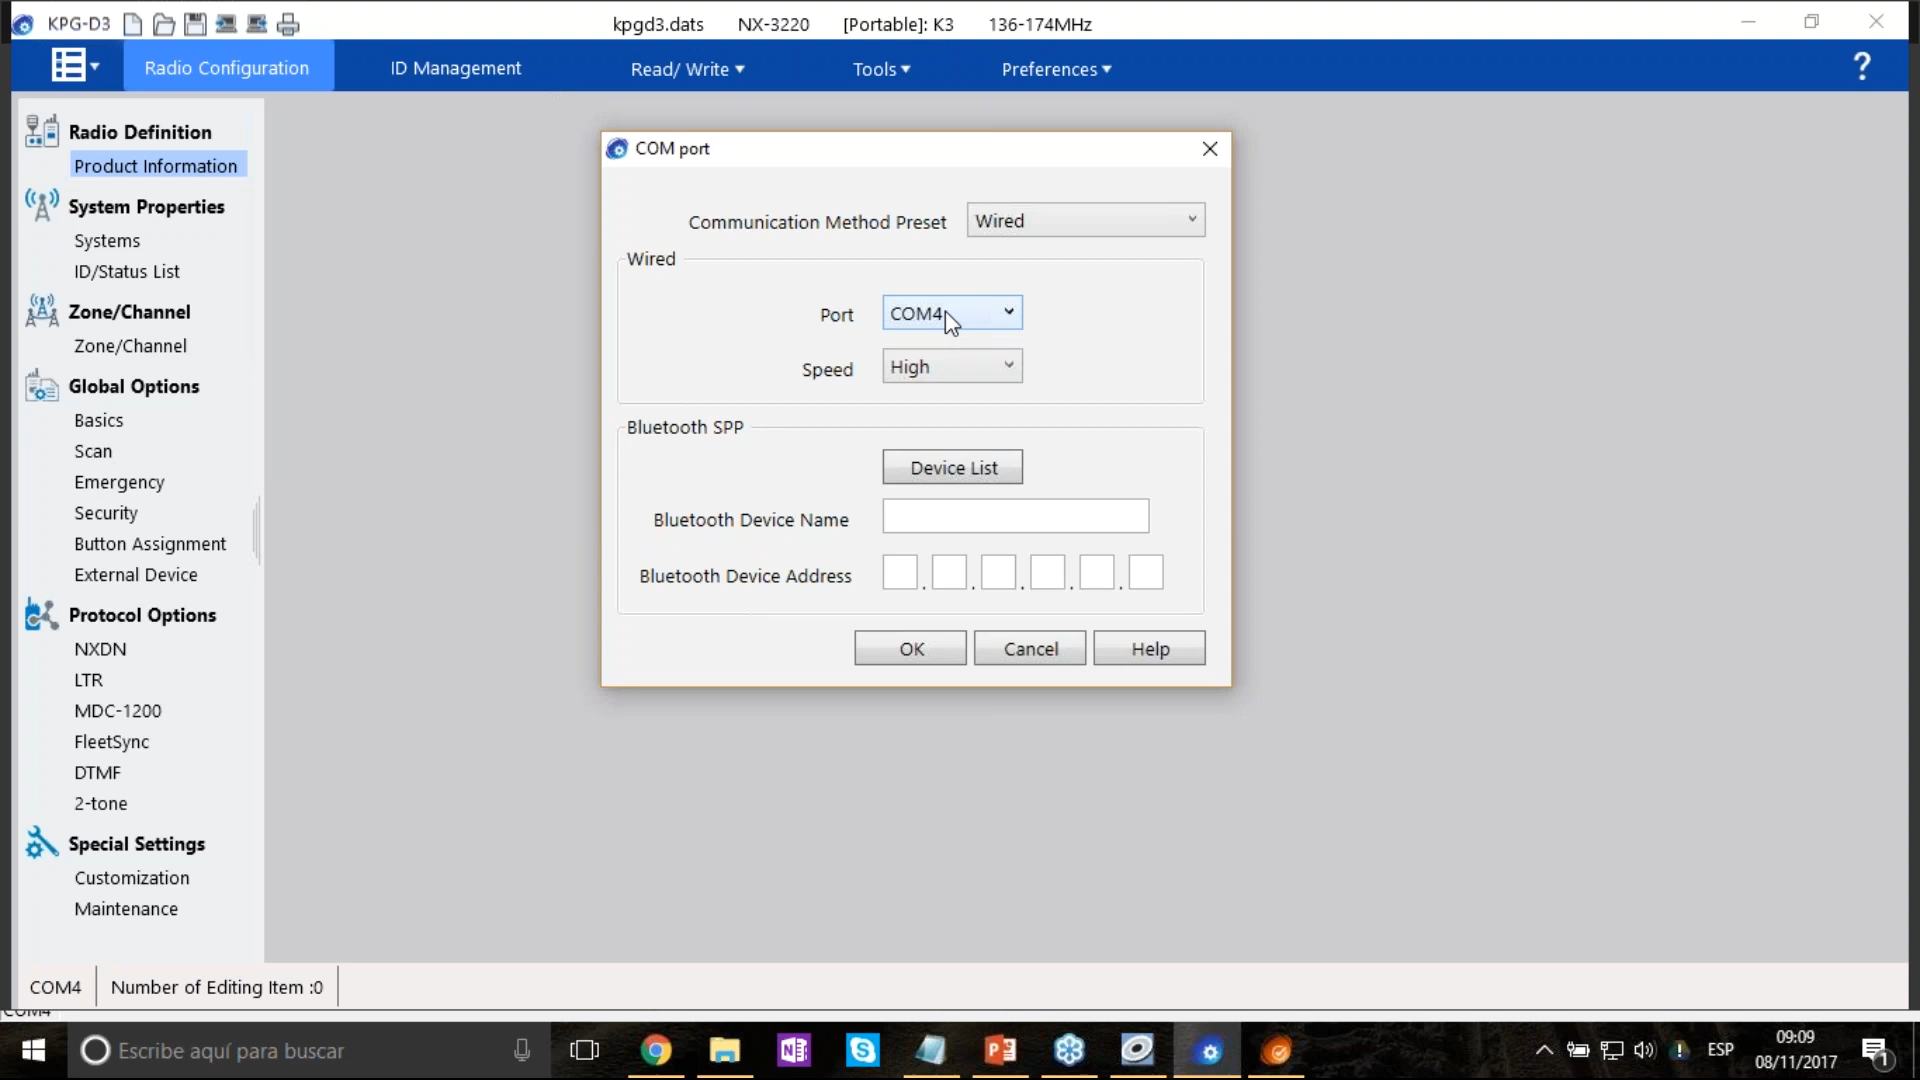 KPG-D3
kpgd3.dats NX-3220 [Portable]: K3 136-174MHz
Radio Configuration ID Management Read/ Write Tools Preferences ?
Radio Definition
Product Information
System Properties
Systems
ID/Status List
Zone/Channel
Zone/Channel
Global Options
Basics
Scan
Emergency
Security
Button Assignment
External Device
Protocol Options
NXDN
LTR
MDC-1200
FleetSync
DTMF
2-tone
Special Settings
Customization
Maintenance
COM port
Communication Method Preset Wired
Wired
Port COM4
Speed High
Bluetooth SPP
Device List
Bluetooth Device Name
Bluetooth Device Address . . . . .
OK Cancel Help
COM4 Number of Editing Item :0
COM4
Escribe aquí para buscar
ESP
09:09
08/11/2017
1